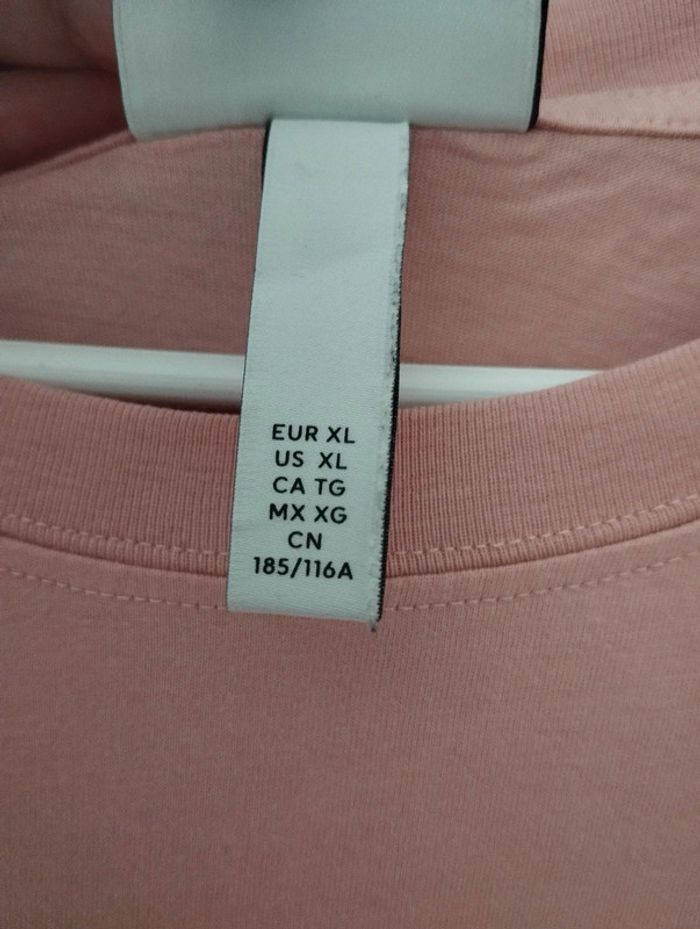 EUR XL
US XL
CA TG
MX XG
CN
185/116A